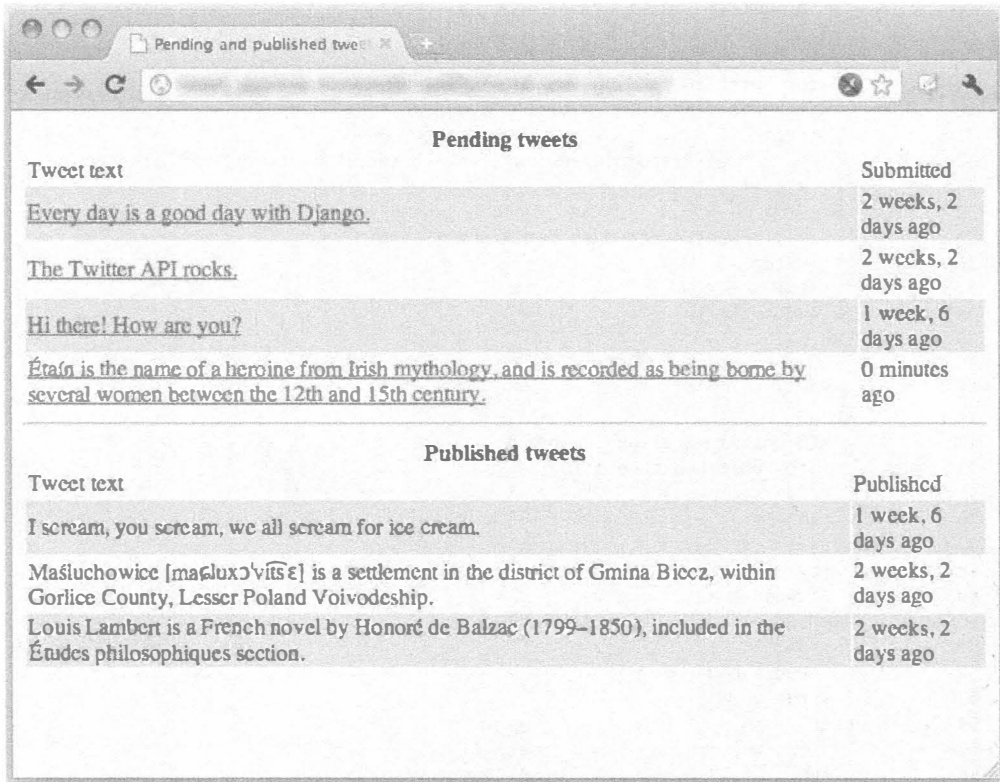 Pending and published twee
Pending tweets
Tweet text Submitted
Every day is a good day with Django. 2 weeks, 2
days ago
The Twitter API rocks. 2 weeks, 2
days ago
Hi there! How are you? 1 week, 6
days ago
Étaín is the name of a heroine from Irish mythology, and is recorded as being borne by 0 minutes
several women between the 12th and 15th century. ago
Published tweets
Tweet text Published
I scream, you scream, we all scream for ice cream. 1 week, 6
days ago
Maśluchowice [maɕluxɔˈvit͡sɛ] is a settlement in the district of Gmina Biecz, within 2 weeks, 2
Gorlice County, Lesser Poland Voivodeship. days ago
Louis Lambert is a French novel by Honoré de Balzac (1799–1850), included in the 2 weeks, 2
Études philosophiques section. days ago